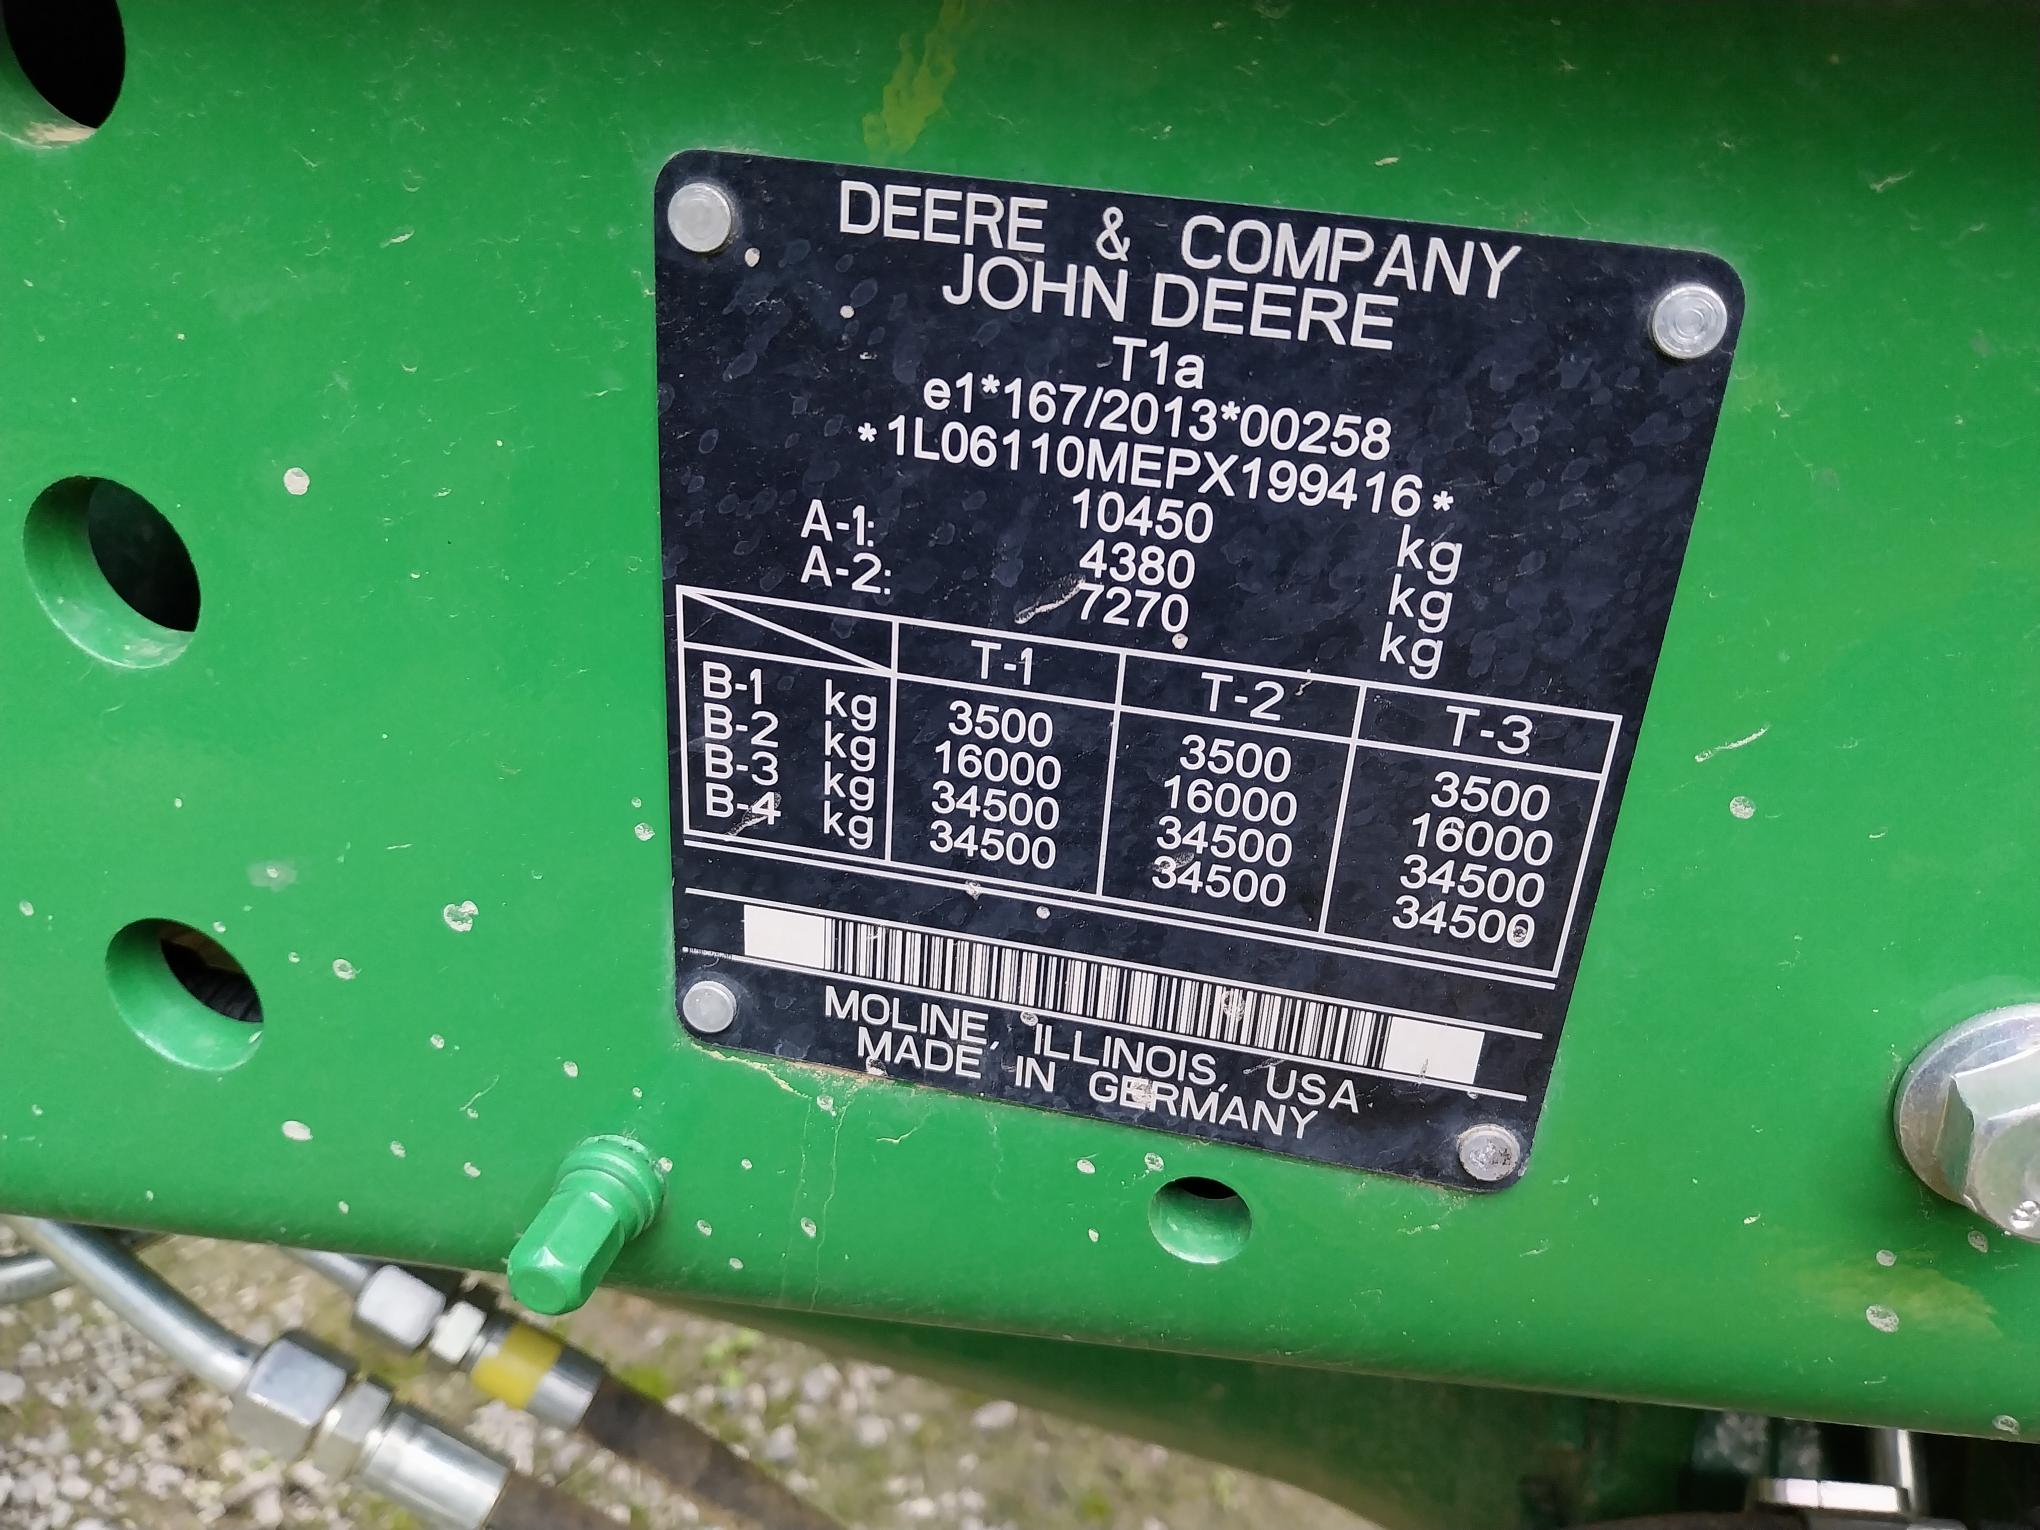 DEERE & COMPANY
JOHN DEERE
T1a
e1*167/2013*00258
*1L06110MEPX199416*
10450 kg
A-1: 4380 kg
A-2: 7270 kg
T-1 T-2 T-3
B-1 kg 3500 3500 3500
B-2 kg 16000 16000 16000
B-3 kg 34500 34500 34500
B-4 kg 34500 34500 34500
MOLINE, ILLINOIS, USA
MADE IN GERMANY